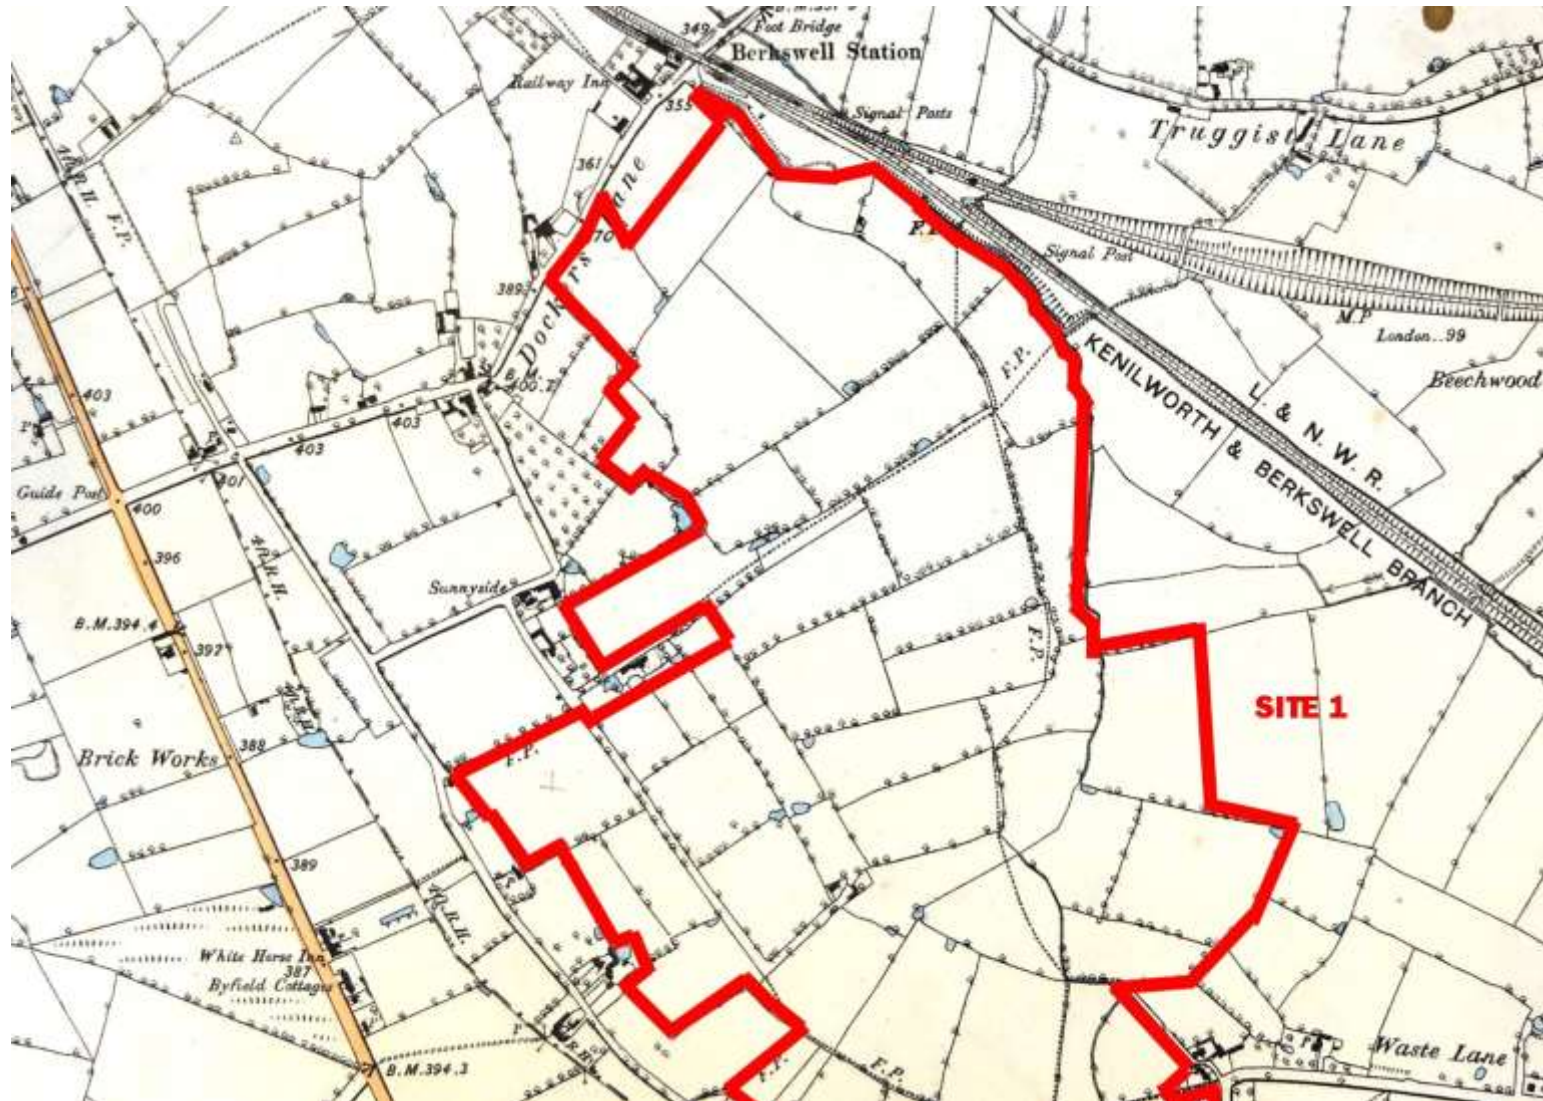 349
Foot Bridge
Berkswell Station
Railway Inn
355
Signal Posts
Truggist Lane
361
Dockers Lane
F.P.
4ft.R.H.
370
Signal Post
389
M.P
London..99
KENILWORTH & BERKSWELL BRANCH
L. & N. W. R.
Beechwood
F.P.
403
403
403
401
Guide Post
400
396
4ft.R.H.
Sunnyside
B.M.394.4
392
F.P.
SITE 1
Brick Works
388
F.P.
389
White Horse Inn
387
Byfield Cottages
B.M.394.3
F.P.
F.P.
Waste Lane